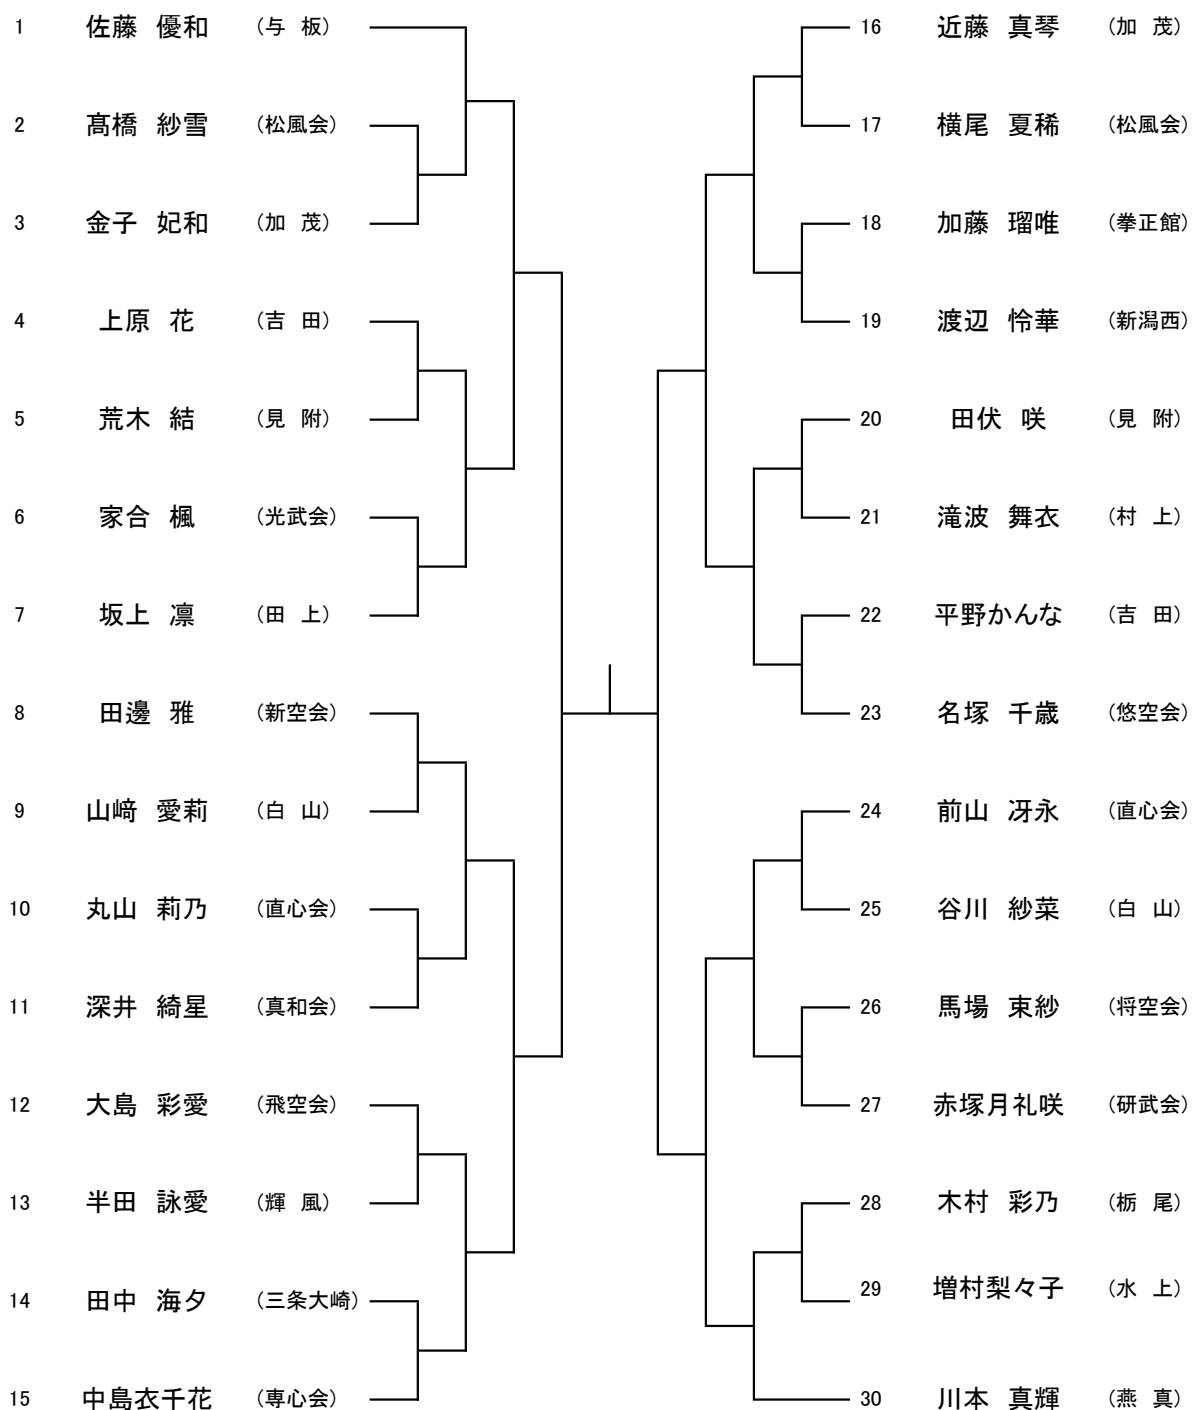 1 佐藤 優和 （与 板）
2 髙橋 紗雪 （松風会）
3 金子 妃和 （加 茂）
4 上原 花 （吉 田）
5 荒木 結 （見 附）
6 家合 楓 （光武会）
7 坂上 凛 （田 上）
8 田邊 雅 （新空会）
9 山﨑 愛莉 （白 山）
10 丸山 莉乃 （直心会）
11 深井 綺星 （真和会）
12 大島 彩愛 （飛空会）
13 半田 詠愛 （輝 風）
14 田中 海夕 （三条大崎）
15 中島衣千花 （専心会）
16 近藤 真琴 （加 茂）
17 横尾 夏稀 （松風会）
18 加藤 瑠唯 （拳正館）
19 渡辺 怜華 （新潟西）
20 田伏 咲 （見 附）
21 滝波 舞衣 （村 上）
22 平野かんな （吉 田）
23 名塚 千歳 （悠空会）
24 前山 冴永 （直心会）
25 谷川 紗菜 （白 山）
26 馬場 束紗 （将空会）
27 赤塚月礼咲 （研武会）
28 木村 彩乃 （栃 尾）
29 増村梨々子 （水 上）
30 川本 真輝 （燕 真）